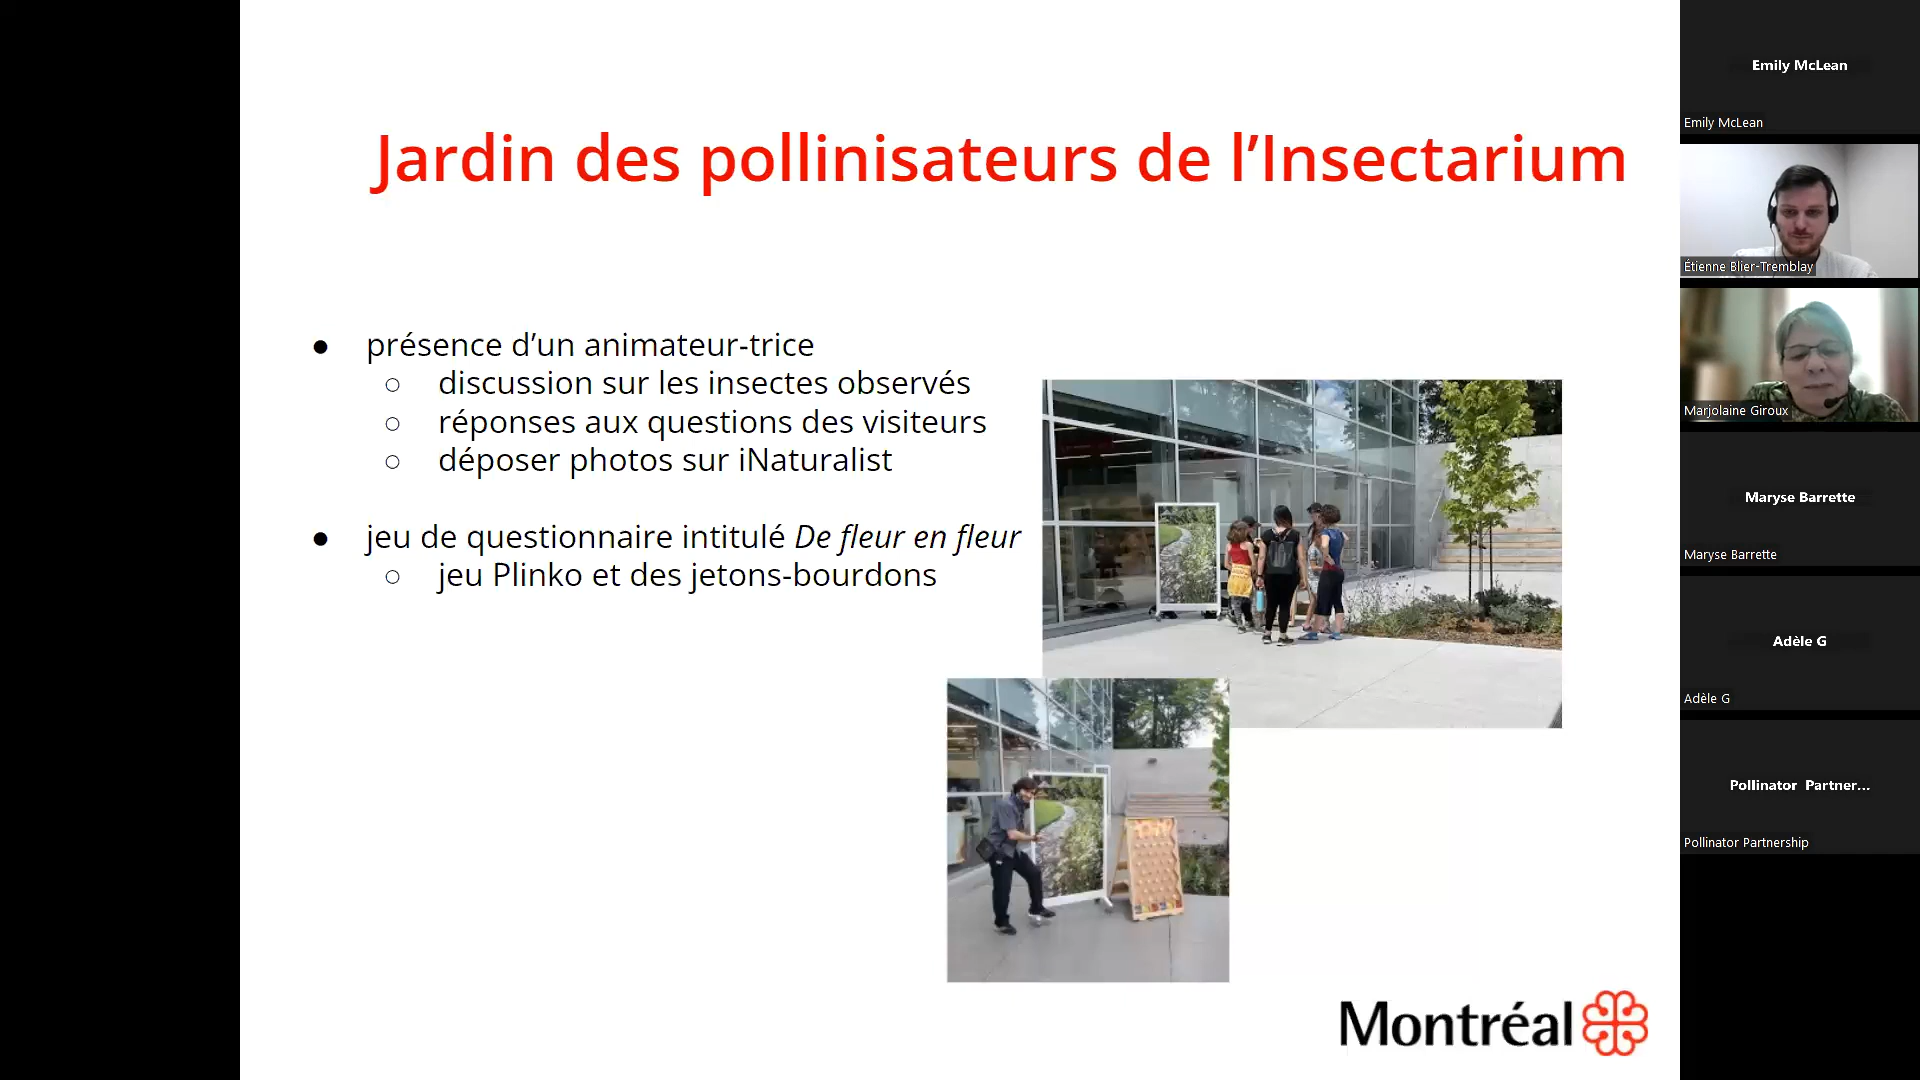 Jardin des pollinisateurs de l’Insectarium
● présence d’un animateur-trice
○ discussion sur les insectes observés
○ réponses aux questions des visiteurs
○ déposer photos sur iNaturalist
● jeu de questionnaire intitulé De fleur en fleur
○ jeu Plinko et des jetons-bourdons
Montréal
Emily McLean
Emily McLean
Étienne Blier-Tremblay
Marjolaine Giroux
Maryse Barrette
Maryse Barrette
Adèle G
Adèle G
Pollinator Partner...
Pollinator Partnership